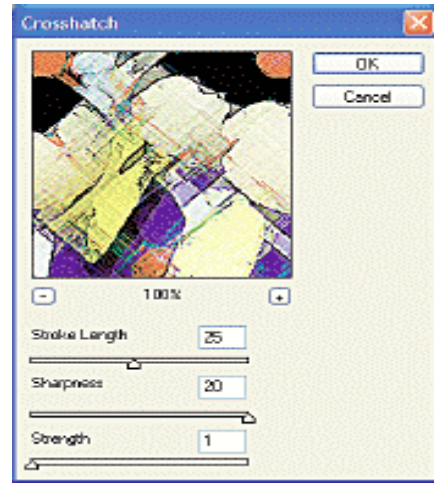 Crosshatch
OK
Cancel
100%
Stroke Length 25
Sharpness 20
Strength 1